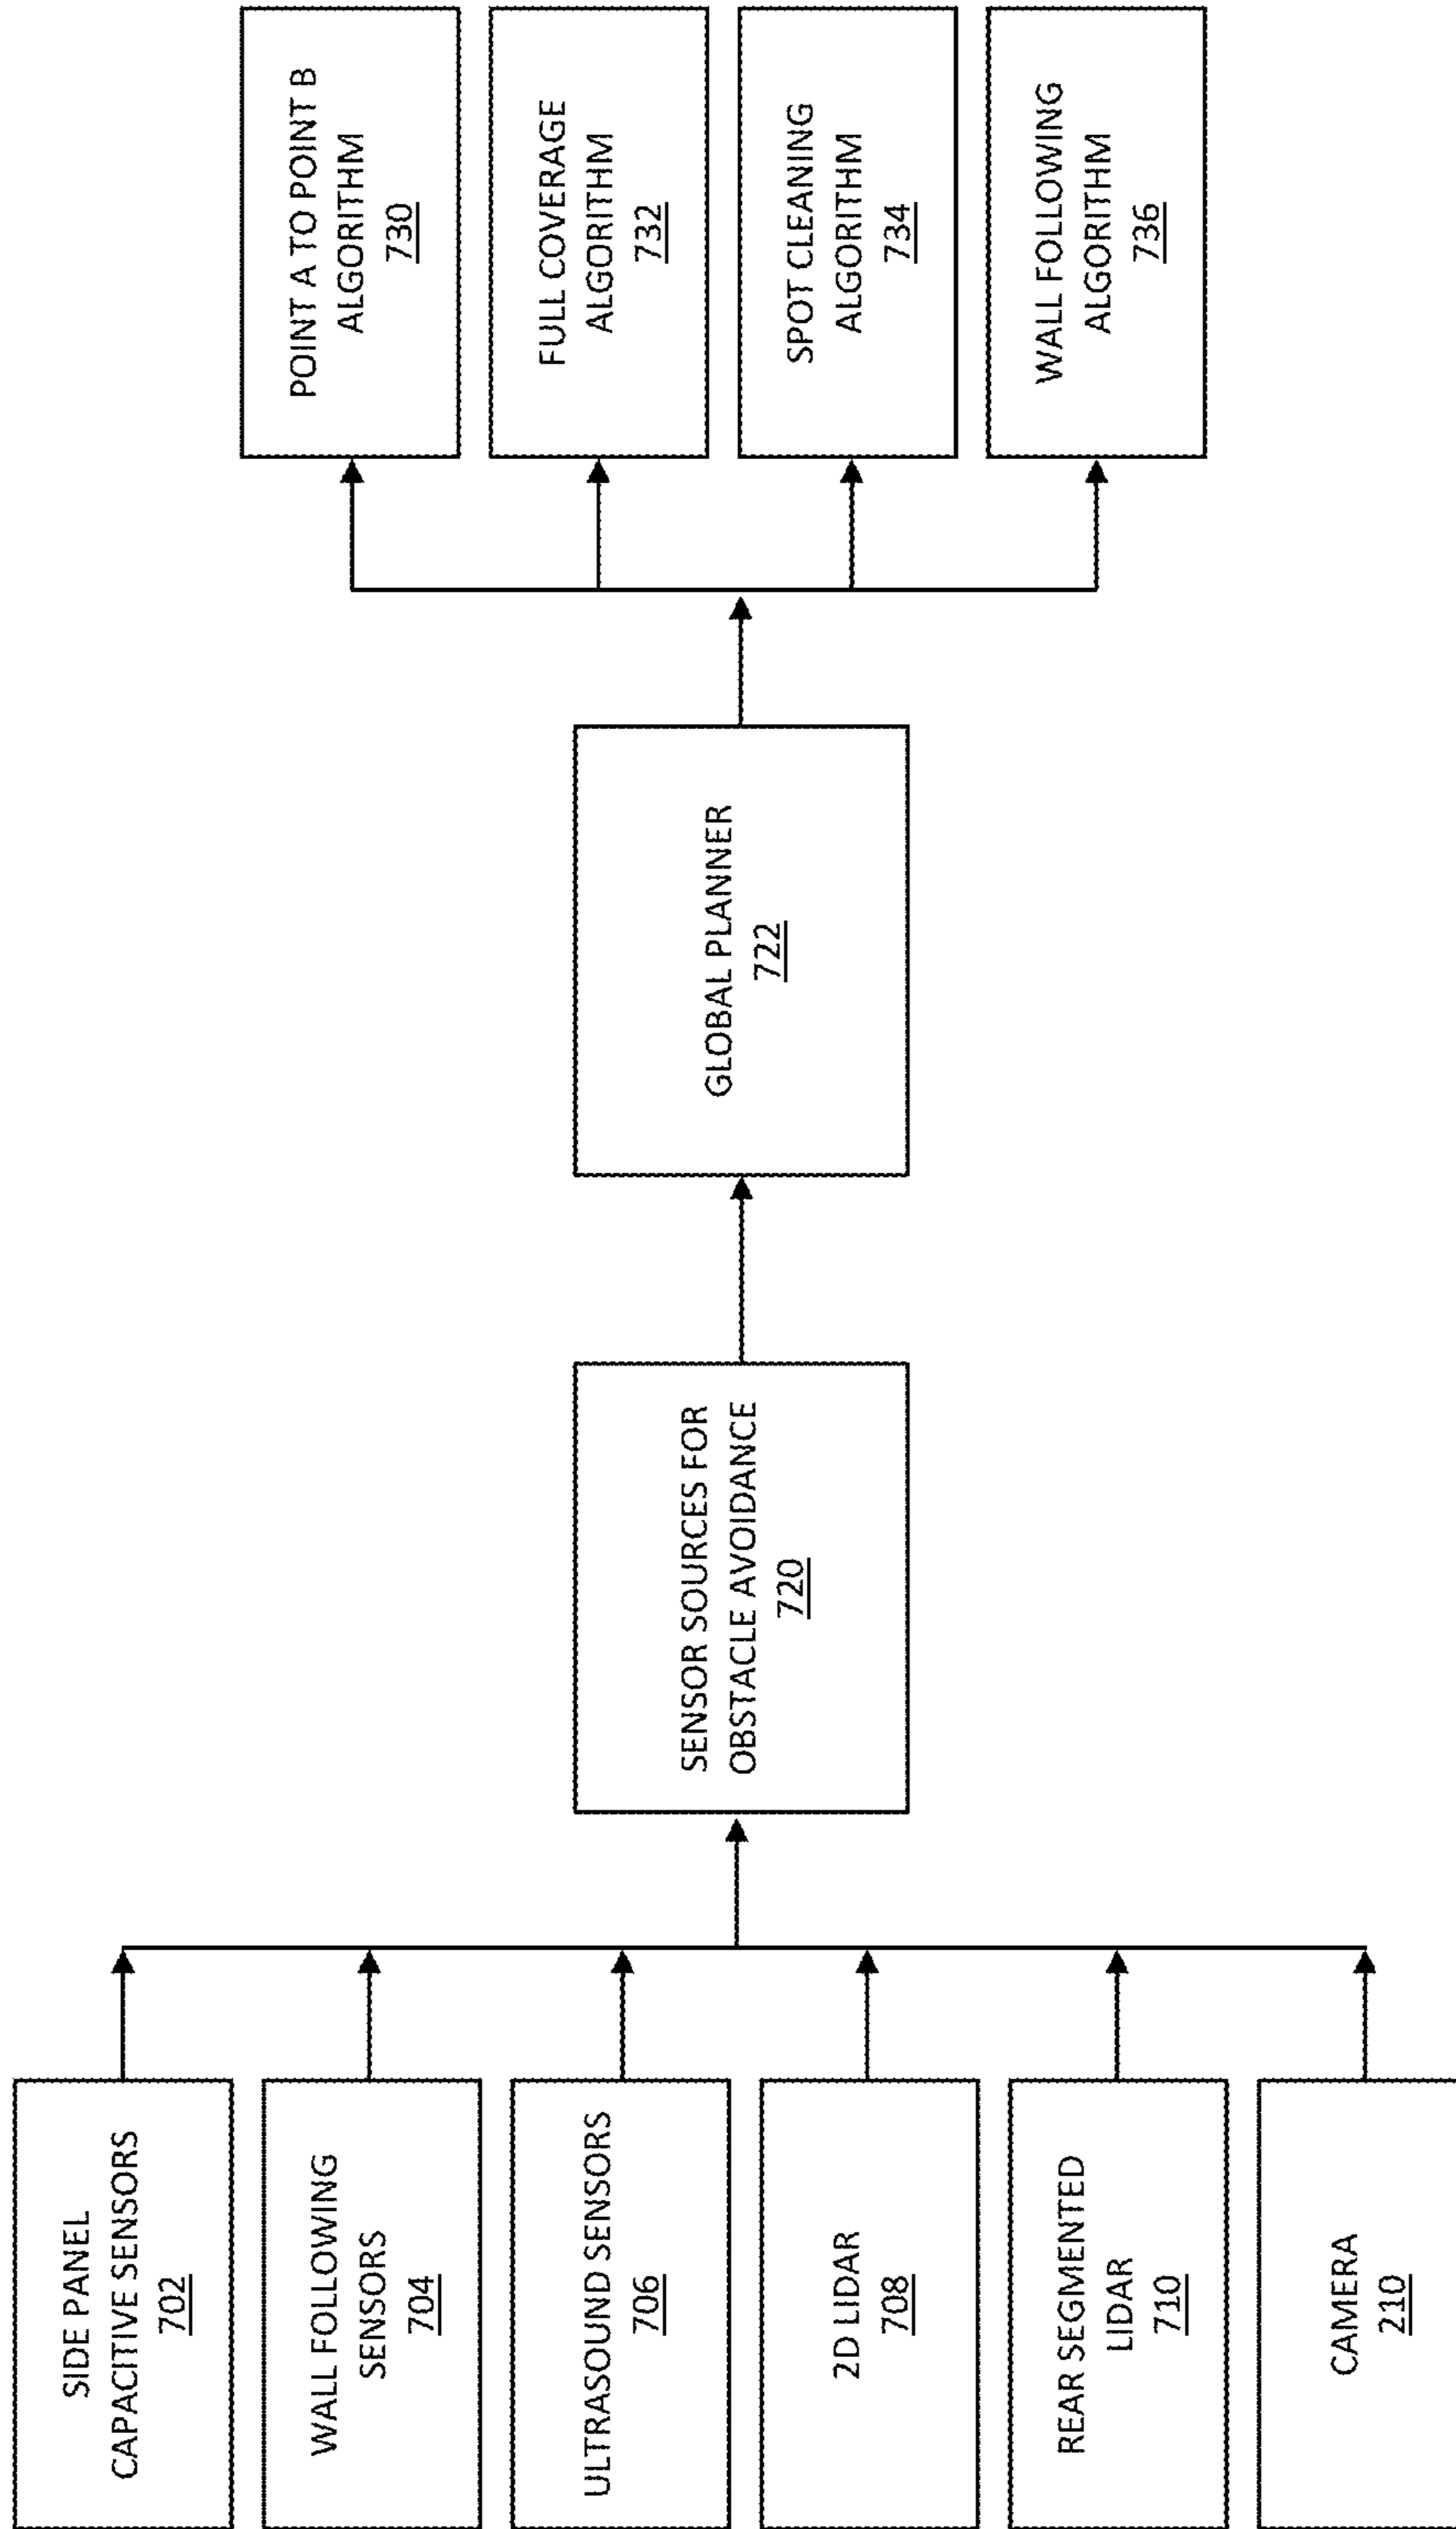 SIDE PANEL
CAPACITIVE SENSORS
702
WALL FOLLOWING
SENSORS
704
ULTRASOUND SENSORS
706
2D LIDAR
708
REAR SEGMENTED
LIDAR
710
CAMERA
210
SENSOR SOURCES FOR
OBSTACLE AVOIDANCE
720
GLOBAL PLANNER
722
POINT A TO POINT B
ALGORITHM
730
FULL COVERAGE
ALGORITHM
732
SPOT CLEANING
ALGORITHM
734
WALL FOLLOWING
ALGORITHM
736